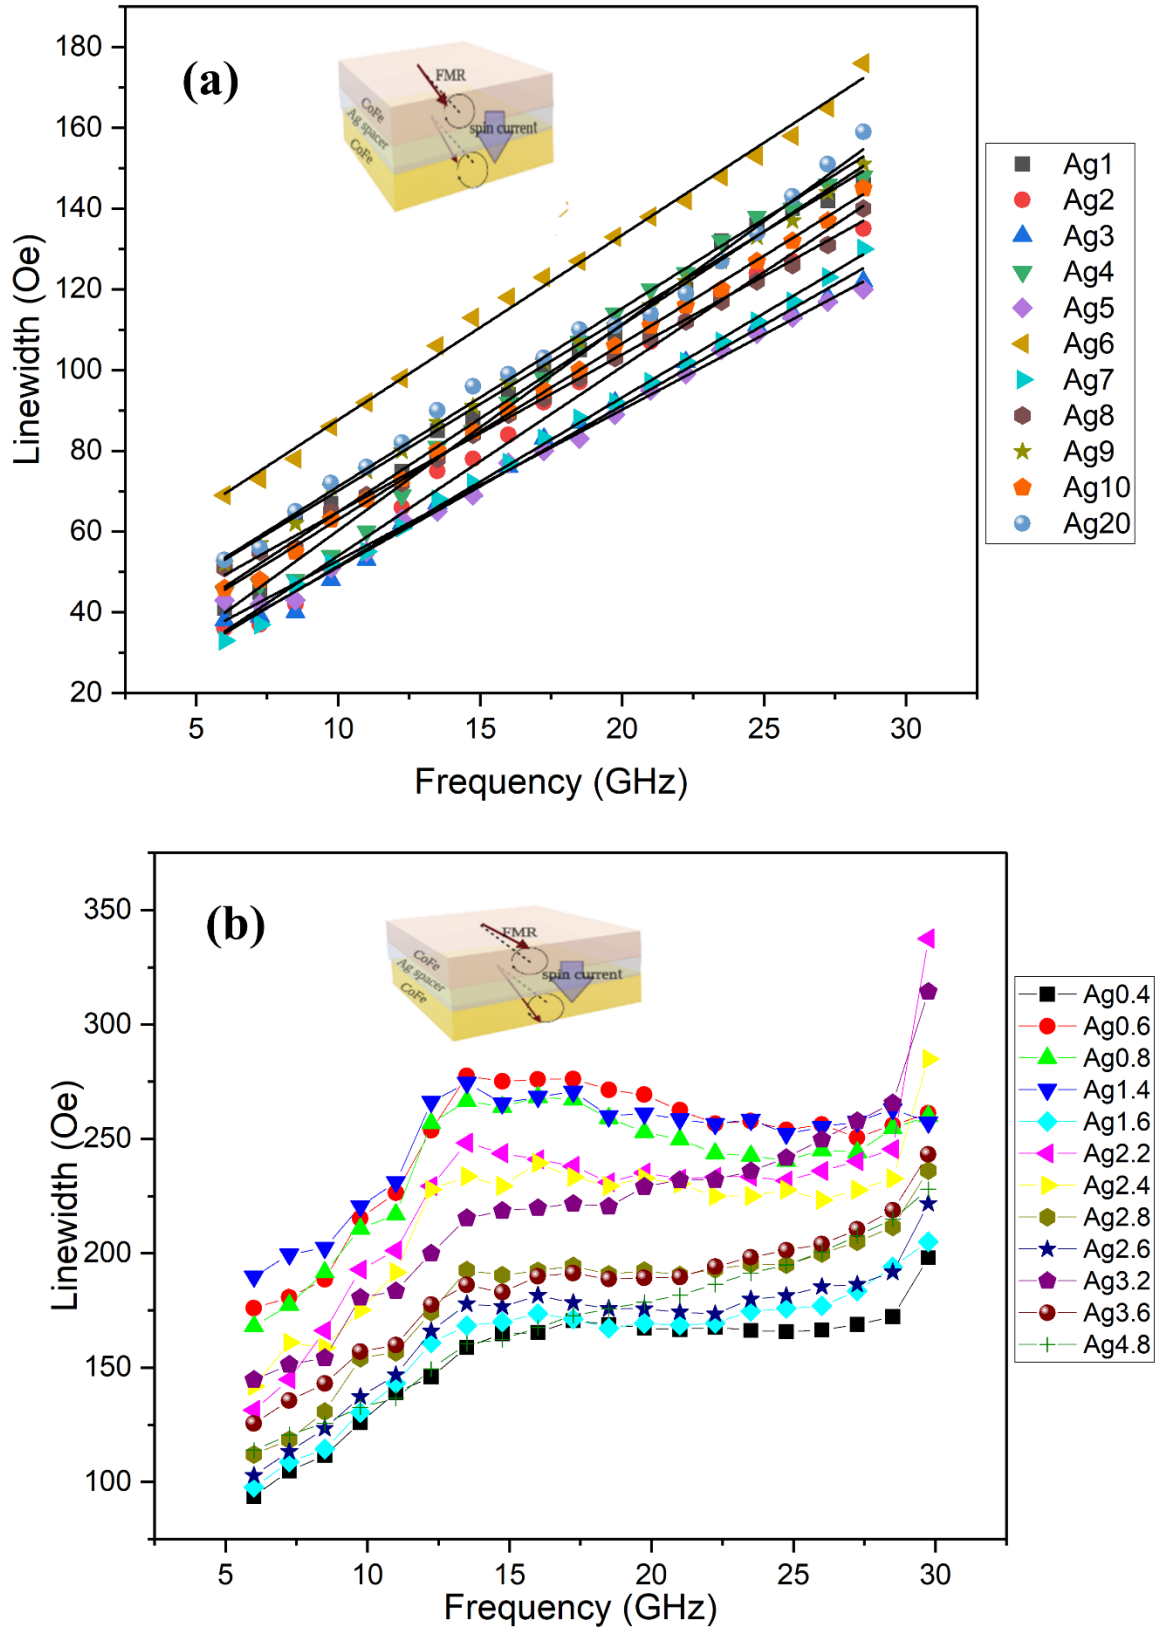 (a)
FMR
CoFe
Ag spacer
CoFe
spin current
180
160
140
120
100
80
60
40
20
Linewidth (Oe)
5 10 15 20 25 30
Frequency (GHz)
Ag1
Ag2
Ag3
Ag4
Ag5
Ag6
Ag7
Ag8
Ag9
Ag10
Ag20
(b)
FMR
CoFe
Ag spacer
CoFe
spin current
350
300
250
200
150
100
Linewidth (Oe)
5 10 15 20 25 30
Frequency (GHz)
Ag0.4
Ag0.6
Ag0.8
Ag1.4
Ag1.6
Ag2.2
Ag2.4
Ag2.8
Ag2.6
Ag3.2
Ag3.6
Ag4.8